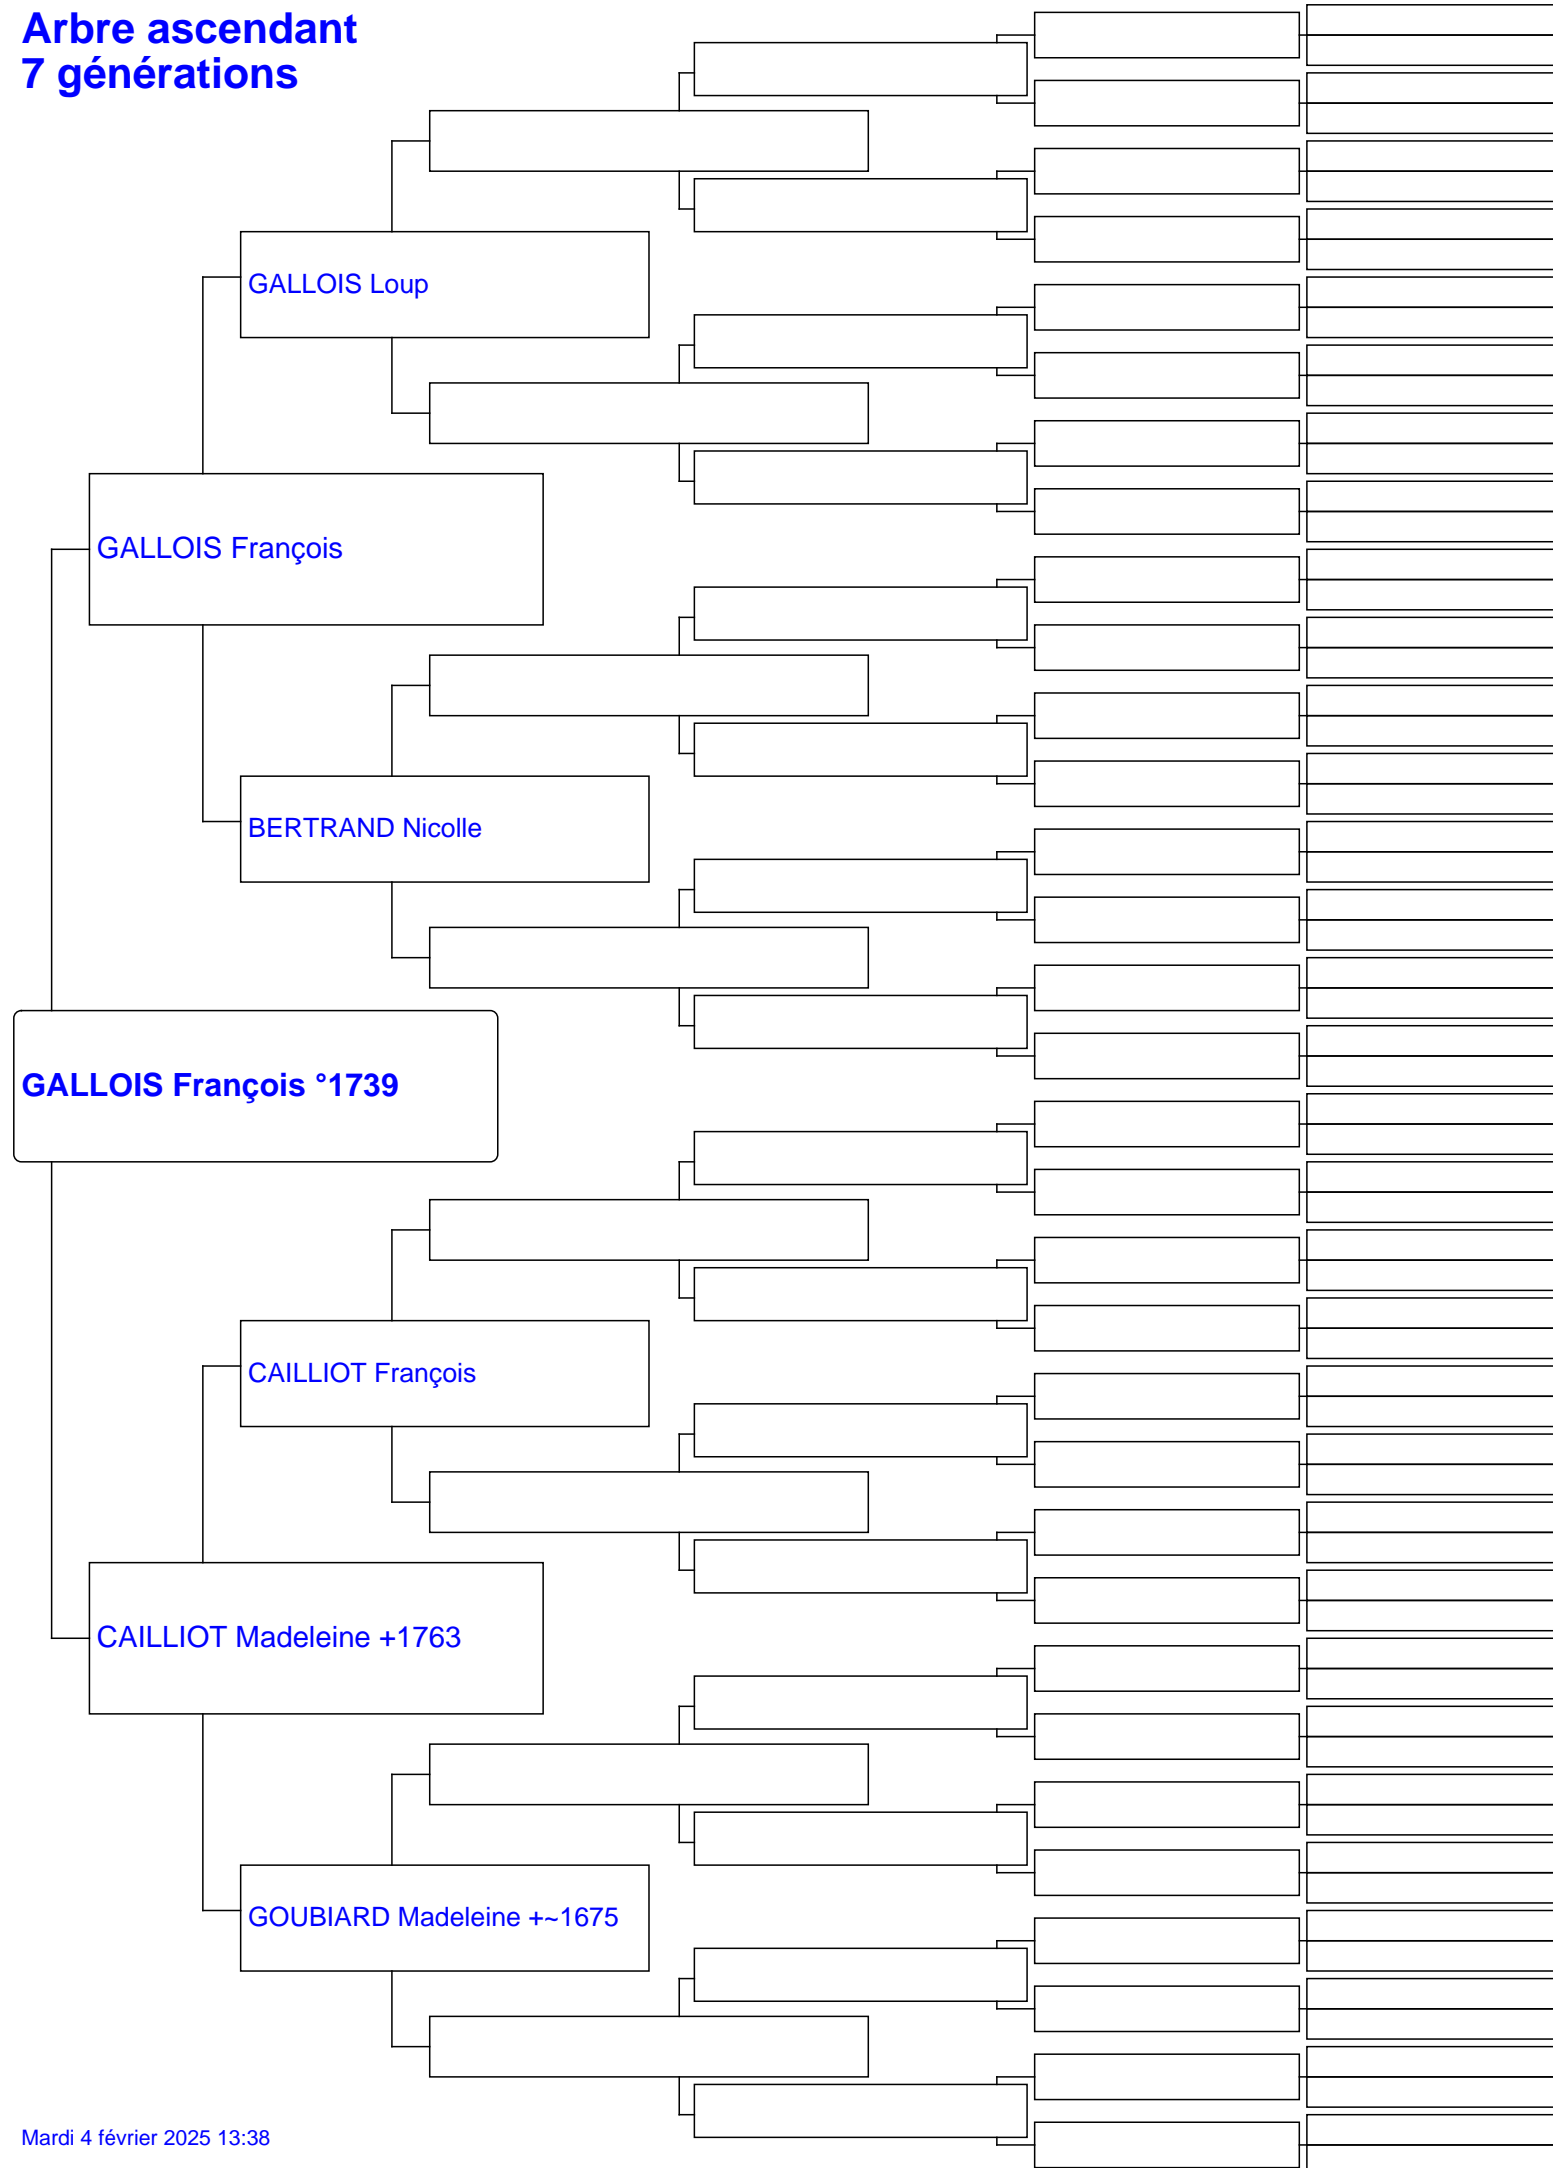 Arbre ascendant
7 générations
GALLOIS Loup
GALLOIS François
BERTRAND Nicolle
GALLOIS François °1739
CAILLIOT François
CAILLIOT Madeleine +1763
GOUBIARD Madeleine +~1675
Mardi 4 février 2025 13:38